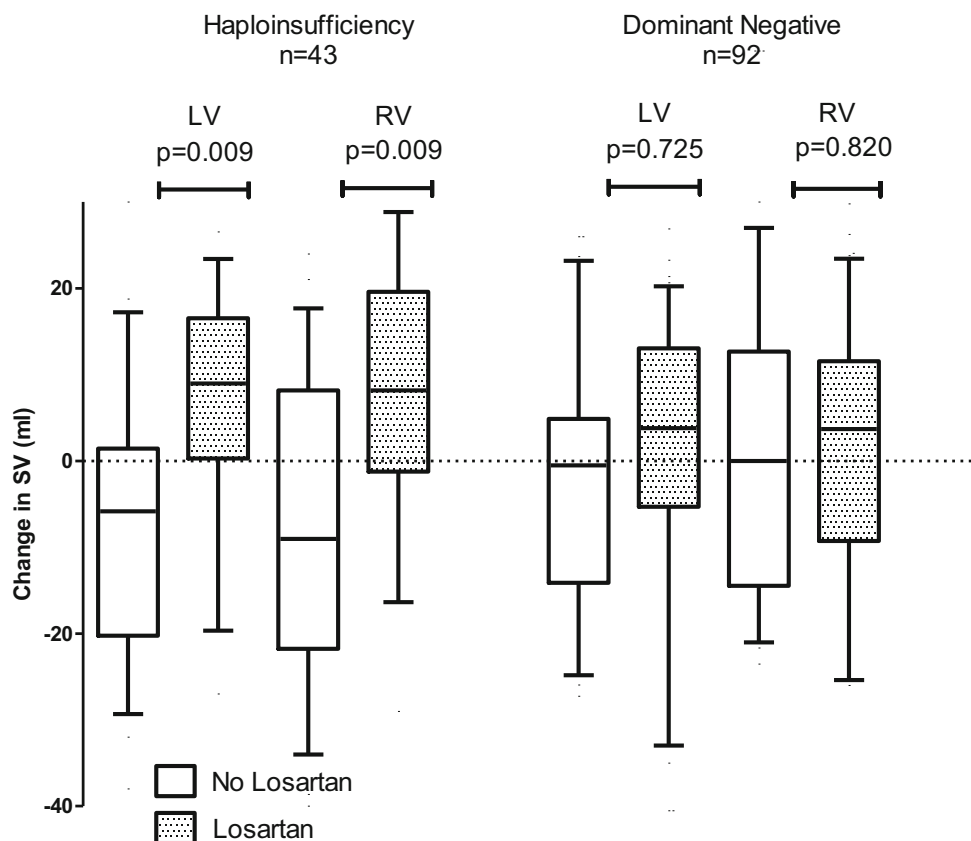 Haploinsufficiency
n=43
Dominant Negative
n=92
LV
p=0.009
RV
p=0.009
LV
p=0.725
RV
p=0.820
Change in SV (ml)
20
0
-20
-40
No Losartan
Losartan